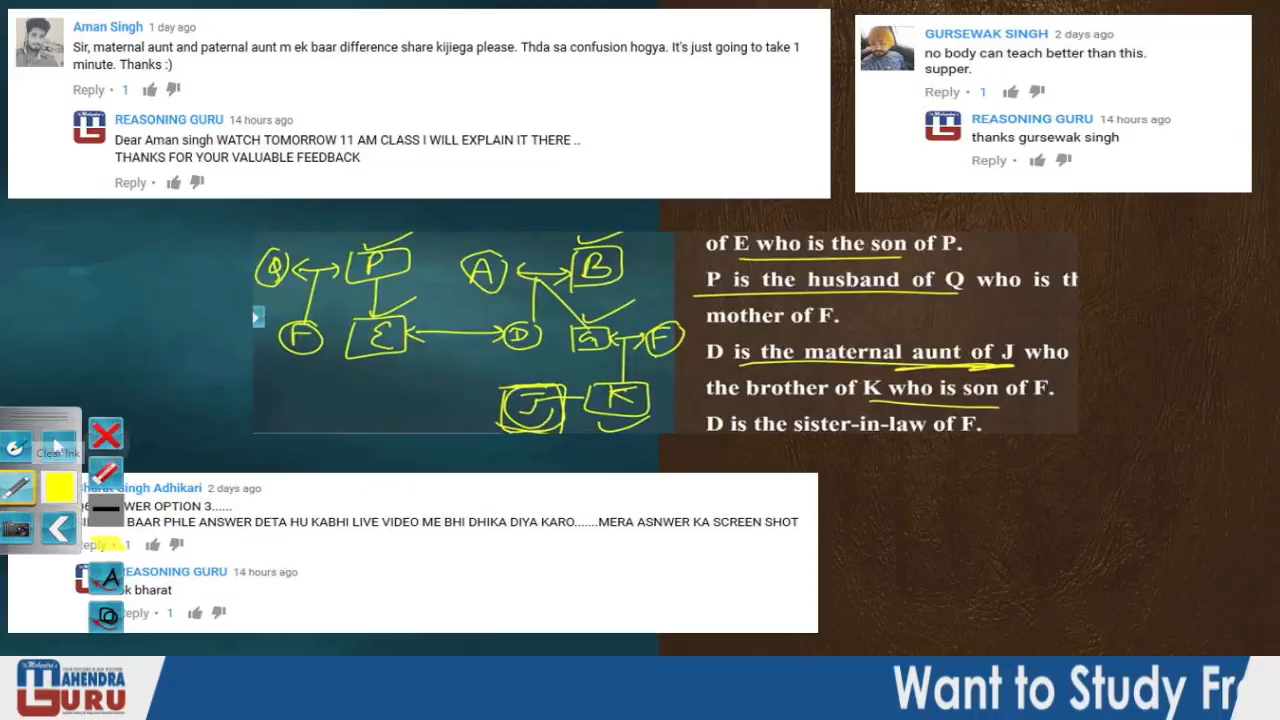 Aman Singh 1 day ago
Sir, maternal aunt and paternal aunt m ek baar difference share kijiega please. Thda sa confusion hogya. It's just going to take 1
minute. Thanks :)
Reply · 1
REASONING GURU 14 hours ago
Dear Aman singh WATCH TOMORROW 11 AM CLASS I WILL EXPLAIN IT THERE ..
THANKS FOR YOUR VALUABLE FEEDBACK
Reply ·
GURSEWAK SINGH 2 days ago
no body can teach better than this.
supper.
Reply · 1
REASONING GURU 14 hours ago
thanks gursewak singh
Reply ·
Q P A B
F E D G F
J K
of E who is the son of P.
P is the husband of Q who is th
mother of F.
D is the maternal aunt of J who
the brother of K who is son of F.
D is the sister-in-law of F.
Clear Ink
Singh Adhikari 2 days ago
WER OPTION 3......
BAAR PHLE ANSWER DETA HU KABHI LIVE VIDEO ME BHI DHIKA DIYA KARO.......MERA ASNWER KA SCREEN SHOT
Reply · 1
REASONING GURU 14 hours ago
k bharat
Reply · 1
A
Mahendra's
MAHENDRA
GURU
Want to Study Fr